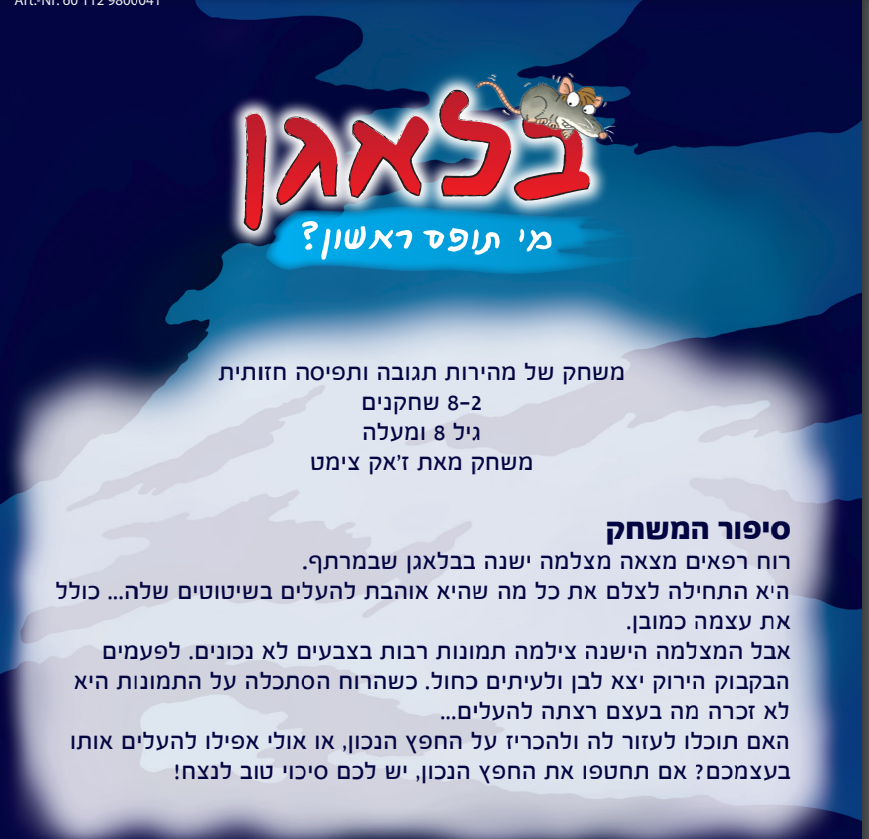 Art.-Nr. 60 112 9800041
בלאגן
מי תופס ראשון?
משחק של מהירות תגובה ותפיסה חזותית
8-2 שחקנים
גיל 8 ומעלה
משחק מאת ז'אק צימט
סיפור המשחק
רוח רפאים מצאה מצלמה ישנה בבלאגן שבמרתף.
היא התחילה לצלם את כל מה שהיא אוהבת להעלים בשיטוטים שלה... כולל
את עצמה כמובן.
אבל המצלמה הישנה צילמה תמונות רבות בצבעים לא נכונים. לפעמים
הבקבוק הירוק יצא לבן ולעיתים כחול. כשהרוח הסתכלה על התמונות היא
לא זכרה מה בעצם רצתה להעלים...
האם תוכלו לעזור לה ולהכריז על החפץ הנכון, או אולי אפילו להעלים אותו
בעצמכם? אם תחטפו את החפץ הנכון, יש לכם סיכוי טוב לנצח!